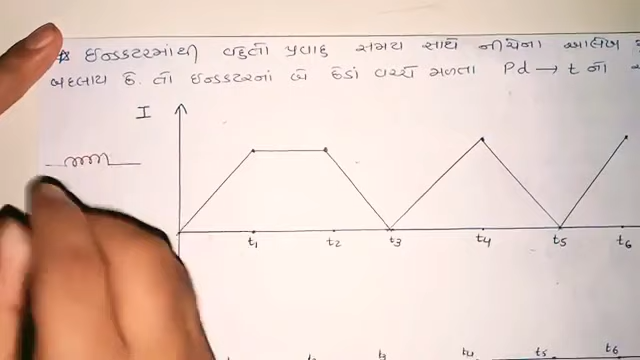 * ઇન્ડક્ટરમાંથી વહેતો પ્રવાહ સમય સાથે નીચેના આલેખ
બદલાય છે. તો ઇન્ડક્ટરનાં બે છેડાં વચ્ચે મળતા Pd → t નો
I
t₁ t₂ t₃ t₄ t₅ t₆
t₄ t₅ t₆